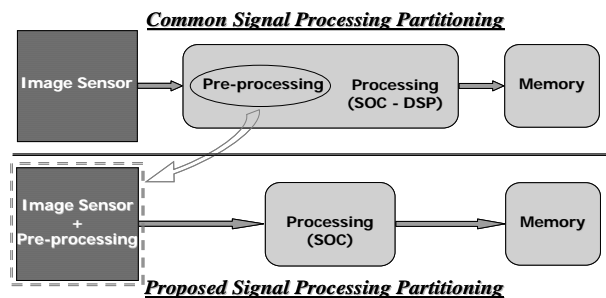 Common Signal Processing Partitioning
Image Sensor
Pre-processing
Processing
(SOC - DSP)
Memory
Image Sensor
+
Pre-processing
Processing
(SOC)
Memory
Proposed Signal Processing Partitioning